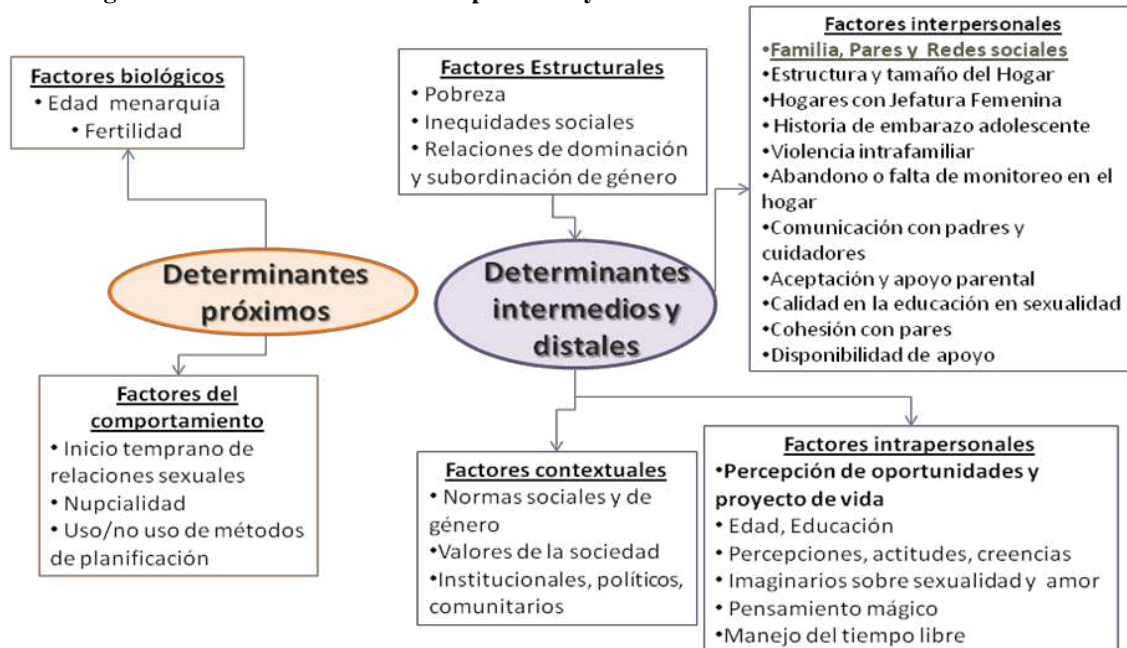 Factores biológicos
• Edad menarquía
• Fertilidad
Determinantes
próximos
Factores del
comportamiento
• Inicio temprano de
relaciones sexuales
• Nupcialidad
• Uso/no uso de métodos
de planificación
Factores Estructurales
• Pobreza
• Inequidades sociales
• Relaciones de dominación
y subordinación de género
Determinantes
intermedios y
distales
Factores interpersonales
•Familia, Pares y Redes sociales
•Estructura y tamaño del Hogar
•Hogares con Jefatura Femenina
• Historia de embarazo adolescente
•Violencia intrafamiliar
•Abandono o falta de monitoreo en el
hogar
•Comunicación con padres y
cuidadores
•Aceptación y apoyo parental
•Calidad en la educación en sexualidad
•Cohesión con pares
•Disponibilidad de apoyo
Factores contextuales
• Normas sociales y de
género
•Valores de la sociedad
•Institucionales, políticos,
comunitarios
Factores intrapersonales
•Percepción de oportunidades y
proyecto de vida
• Edad, Educación
• Percepciones, actitudes, creencias
• Imaginarios sobre sexualidad y amor
• Pensamiento mágico
•Manejo del tiempo libre